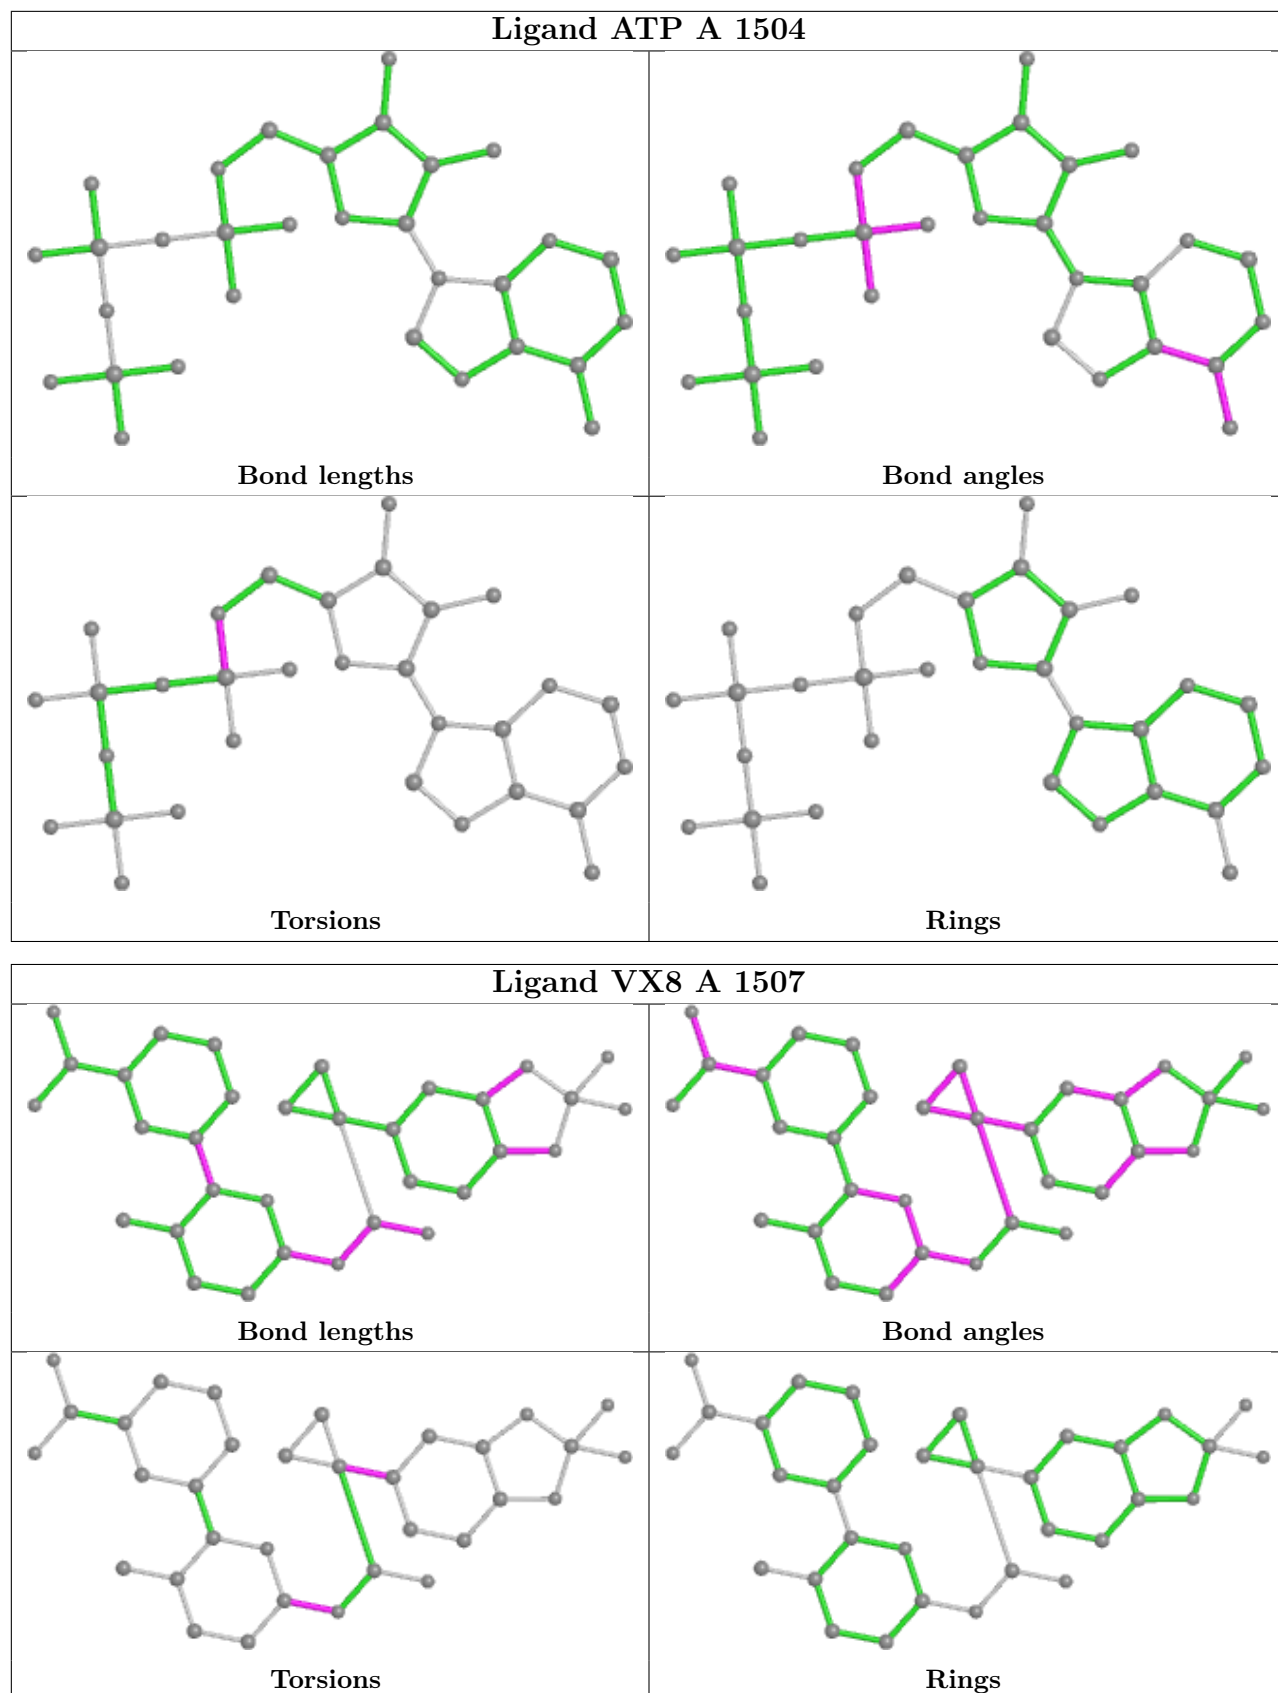 Ligand ATP A 1504
Bond lengths
Bond angles
Torsions
Rings
Ligand VX8 A 1507
Bond lengths
Bond angles
Torsions
Rings